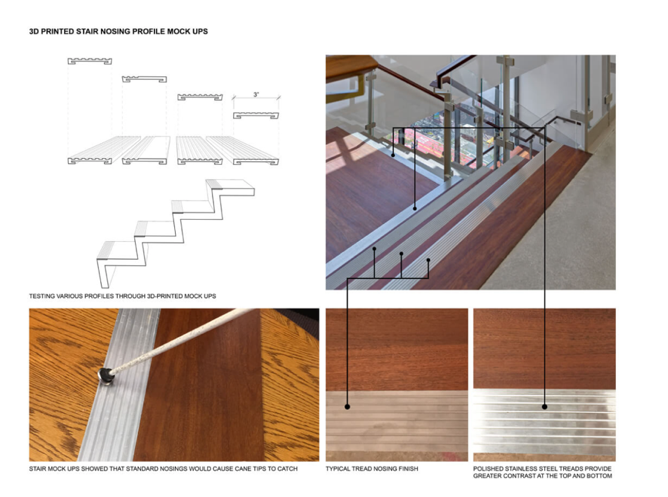 3D PRINTED STAIR NOSING PROFILE MOCK UPS
3"
TESTING VARIOUS PROFILES THROUGH 3D-PRINTED MOCK UPS
STAIR MOCK UPS SHOWED THAT STANDARD NOSINGS WOULD CAUSE CANE TIPS TO CATCH
TYPICAL TREAD NOSING FINISH
POLISHED STAINLESS STEEL TREADS PROVIDE
GREATER CONTRAST AT THE TOP AND BOTTOM